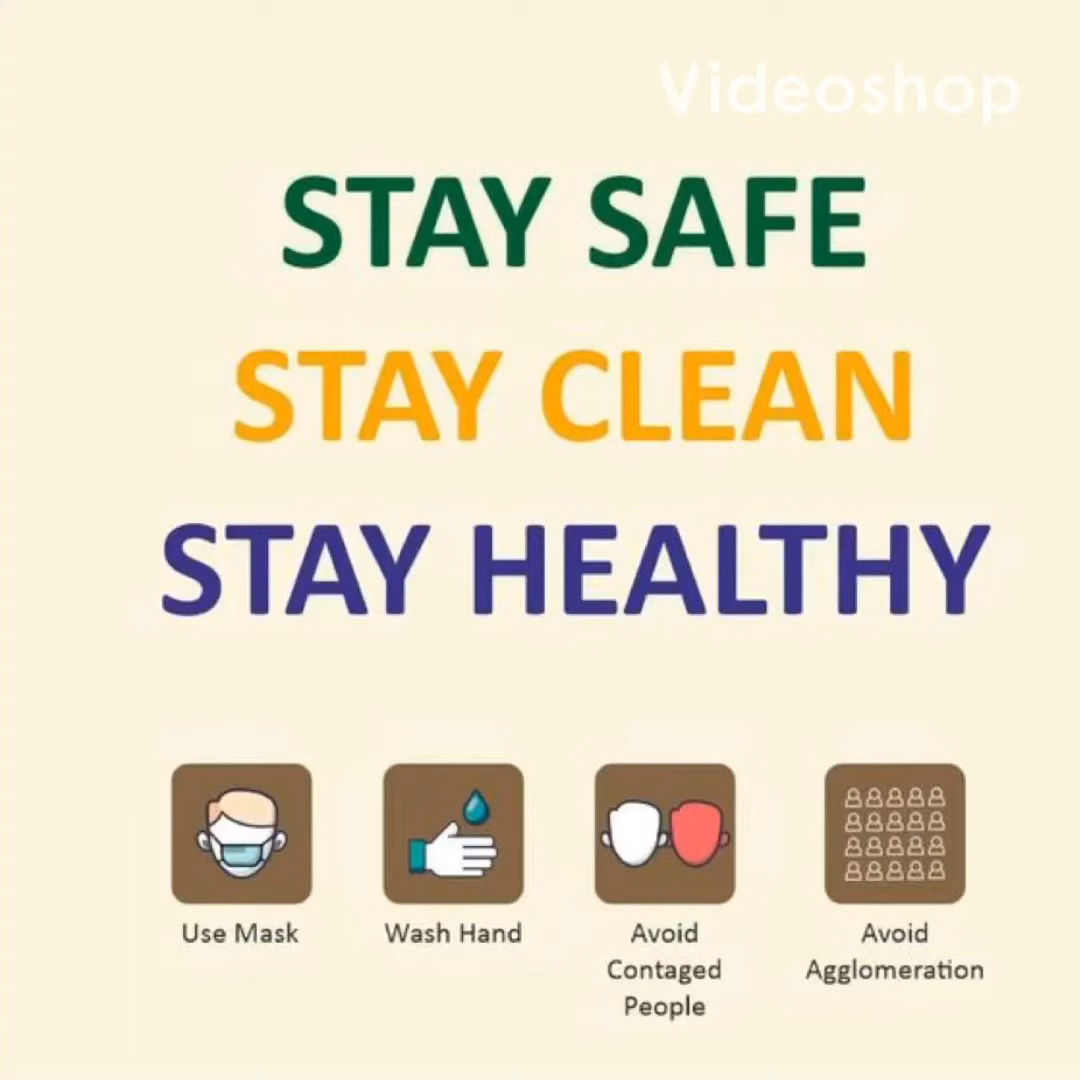 Videoshop
STAY SAFE
STAY CLEAN
STAY HEALTHY
Use Mask
Wash Hand
Avoid
Contaged
People
Avoid
Agglomeration